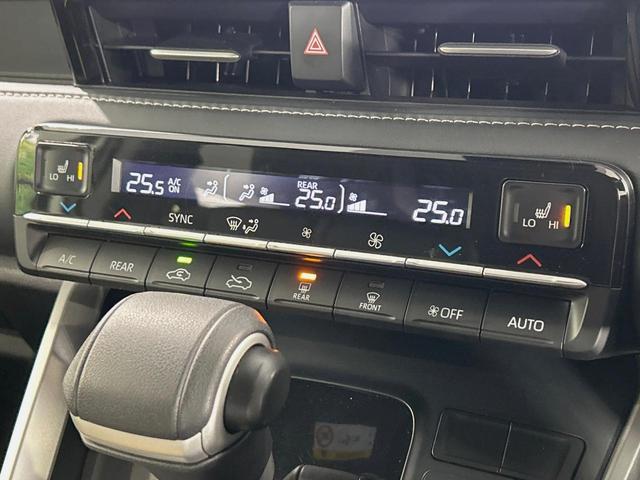 LO HI
25.5 A/C ON
REAR 25.0
25.0
LO HI
SYNC
A/C
REAR
REAR
FRONT
OFF
AUTO